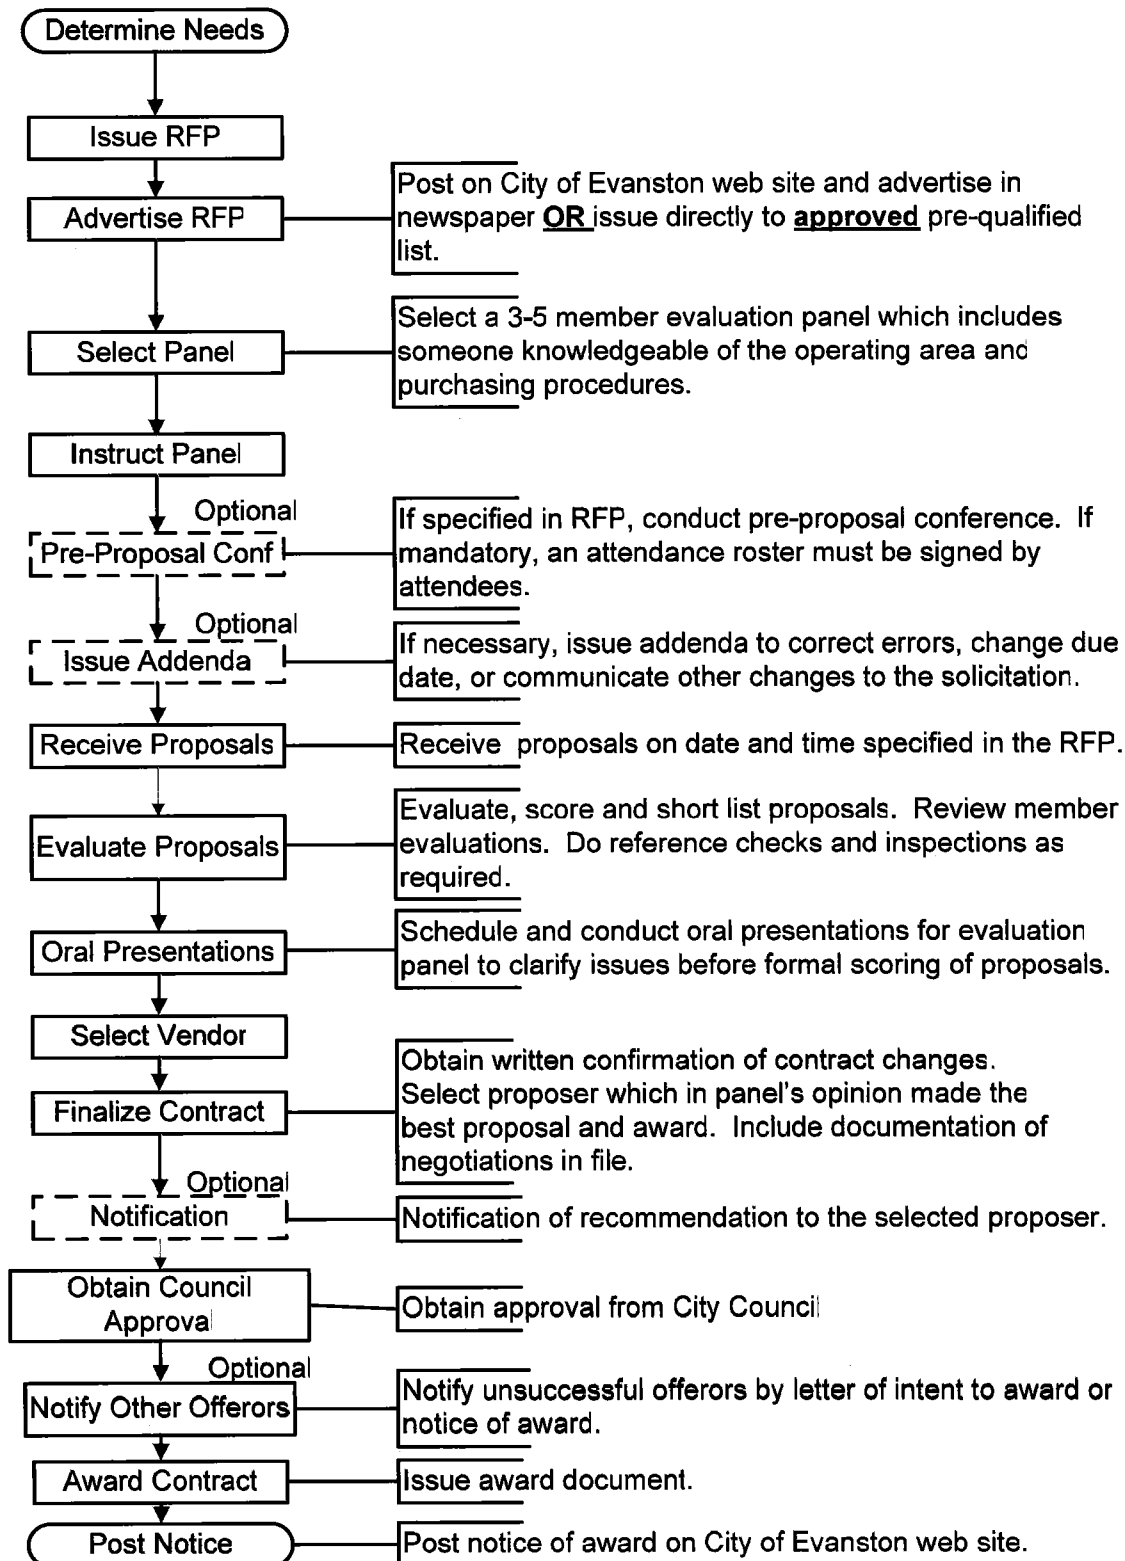 Determine Needs
Issue RFP
Advertise RFP
Post on City of Evanston web site and advertise in
newspaper OR issue directly to approved pre-qualified
list.
Select Panel
Select a 3-5 member evaluation panel which includes
someone knowledgeable of the operating area and
purchasing procedures.
Instruct Panel
Optional
Pre-Proposal Conf
If specified in RFP, conduct pre-proposal conference. If
mandatory, an attendance roster must be signed by
attendees.
Optional
Issue Addenda
If necessary, issue addenda to correct errors, change due
date, or communicate other changes to the solicitation.
Receive Proposals
Receive proposals on date and time specified in the RFP.
Evaluate Proposals
Evaluate, score and short list proposals. Review member
evaluations. Do reference checks and inspections as
required.
Oral Presentations
Schedule and conduct oral presentations for evaluation
panel to clarify issues before formal scoring of proposals.
Select Vendor
Finalize Contract
Obtain written confirmation of contract changes.
Select proposer which in panel's opinion made the
best proposal and award. Include documentation of
negotiations in file.
Optional
Notification
Notification of recommendation to the selected proposer.
Obtain Council
Approval
Obtain approval from City Council
Optional
Notify Other Offerors
Notify unsuccessful offerors by letter of intent to award or
notice of award.
Award Contract
Issue award document.
Post Notice
Post notice of award on City of Evanston web site.